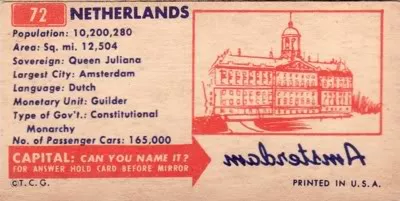 72 NETHERLANDS
Population: 10,200,280
Area: Sq. mi. 12,504
Sovereign: Queen Juliana
Largest City: Amsterdam
Language: Dutch
Monetary Unit: Guilder
Type of Gov't.: Constitutional
Monarchy
No. of Passenger Cars: 165,000
CAPITAL: CAN YOU NAME IT?
FOR ANSWER HOLD CARD BEFORE MIRROR
Amsterdam
©T.C.G.
PRINTED IN U.S.A.